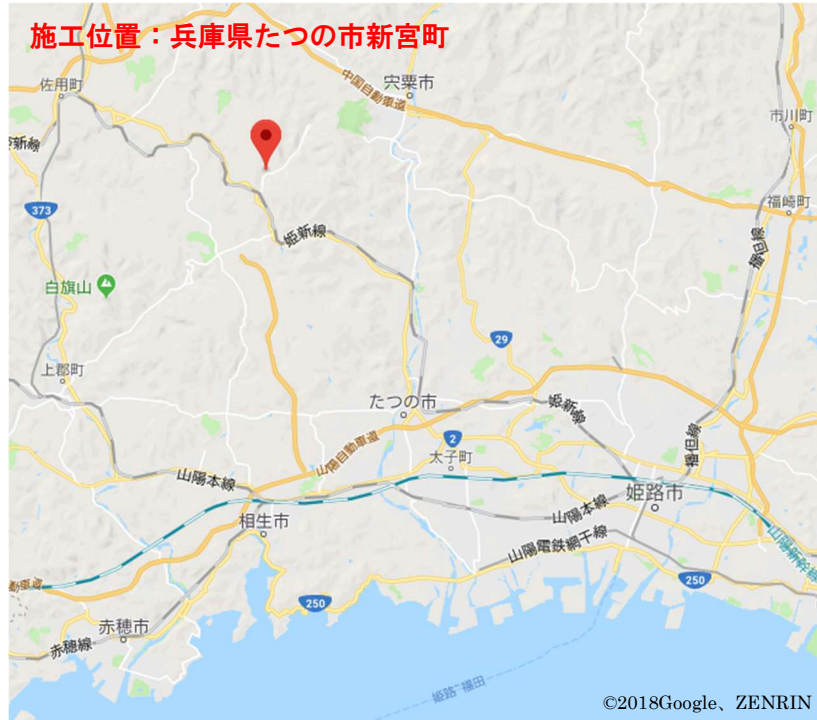 施工位置：兵庫県たつの市新宮町
佐用町
宍粟市
中国自動車道
市川町
373
福崎町
姫新線
播但線
白旗山
29
上郡町
たつの市
姫新線
2
山陽自動車道
太子町
播但線
山陽本線
姫路市
相生市
山陽本線
山陽電鉄網干線
山陽新幹線
250
250
赤穂市
赤穂線
姫路~福田
©2018Google、ZENRIN